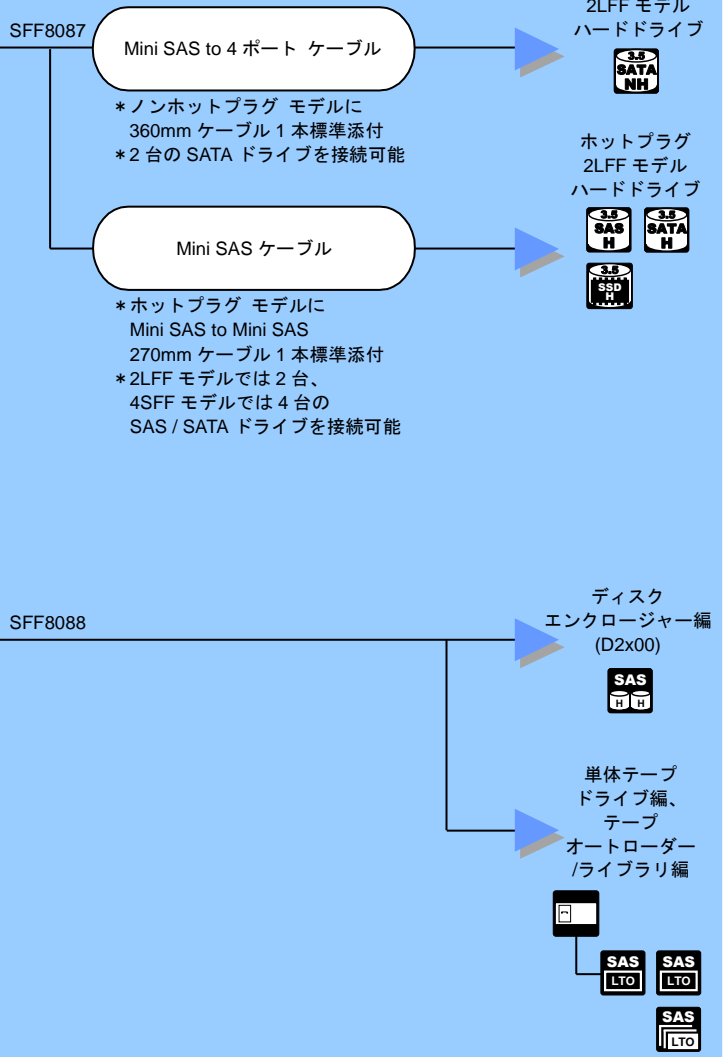 2LFF モデル
ハードドライブ
3.5
SATA
NH
SFF8087
Mini SAS to 4 ポート ケーブル
＊ノンホットプラグ モデルに
360mm ケーブル 1 本標準添付
＊2 台の SATA ドライブを接続可能
ホットプラグ
2LFF モデル
ハードドライブ
3.5
SAS
H
3.5
SATA
H
3.5
SSD
H
Mini SAS ケーブル
＊ホットプラグ モデルに
Mini SAS to Mini SAS
270mm ケーブル 1 本標準添付
＊2LFF モデルでは 2 台、
4SFF モデルでは 4 台の
SAS / SATA ドライブを接続可能
SFF8088
ディスク
エンクロージャー編
(D2x00)
SAS
H H
単体テープ
ドライブ編、
テープ
オートローダー
/ライブラリ編
SAS
LTO
SAS
LTO
SAS
LTO